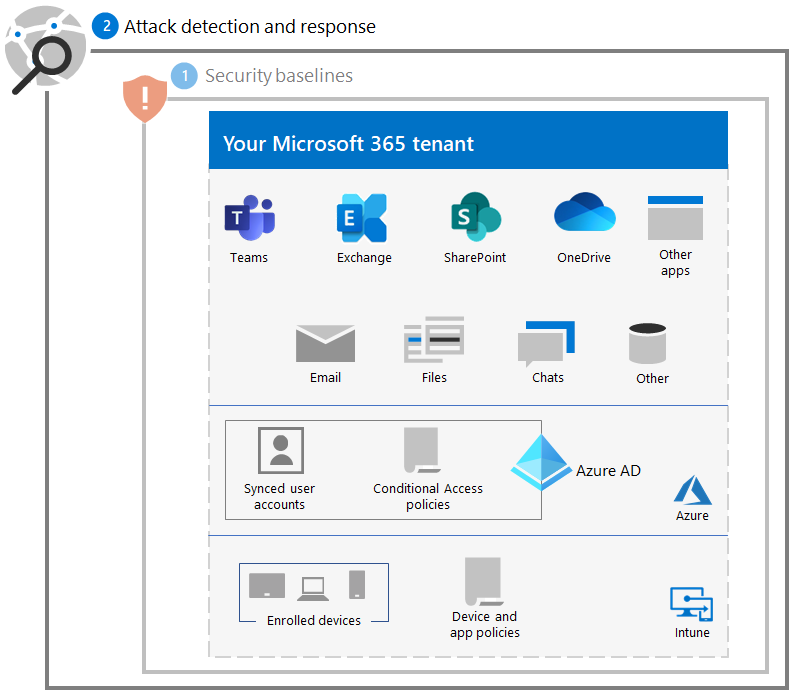 2 Attack detection and response
1 Security baselines
!
Your Microsoft 365 tenant
T
E
S
Teams
Exchange
SharePoint
OneDrive
Other
apps
Email
Files
Chats
Other
Synced user
accounts
Conditional Access
policies
Azure AD
Azure
Enrolled devices
Device and
app policies
Intune